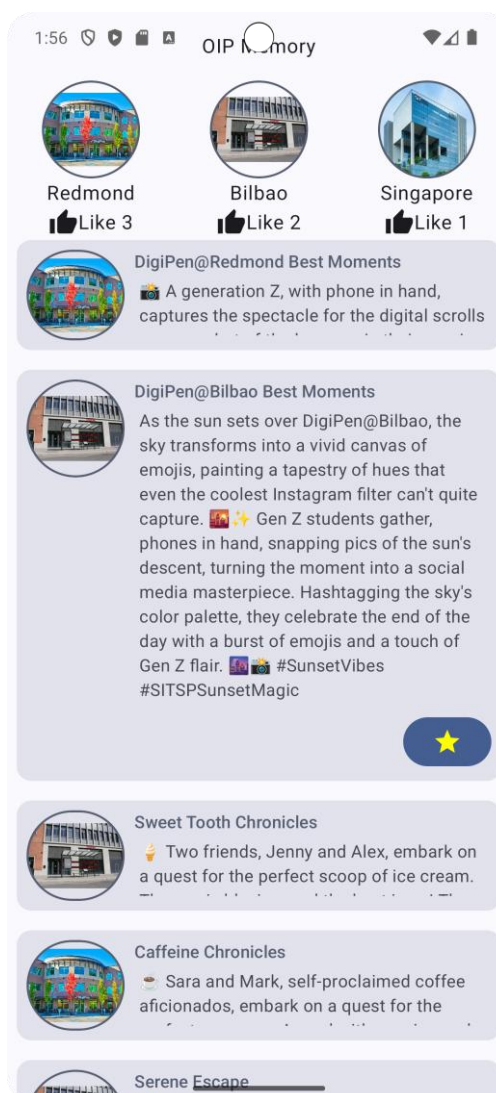 1:56
OIP Memory
Redmond
Bilbao
Singapore
Like 3
Like 2
Like 1
DigiPen@Redmond Best Moments
📸 A generation Z, with phone in hand,
captures the spectacle for the digital scrolls
DigiPen@Bilbao Best Moments
As the sun sets over DigiPen@Bilbao, the
sky transforms into a vivid canvas of
emojis, painting a tapestry of hues that
even the coolest Instagram filter can't quite
capture. 🌇✨ Gen Z students gather,
phones in hand, snapping pics of the sun's
descent, turning the moment into a social
media masterpiece. Hashtagging the sky's
color palette, they celebrate the end of the
day with a burst of emojis and a touch of
Gen Z flair. 🌆📸 #SunsetVibes
#SITSPSunsetMagic
Sweet Tooth Chronicles
🍦 Two friends, Jenny and Alex, embark on
a quest for the perfect scoop of ice cream.
Caffeine Chronicles
☕ Sara and Mark, self-proclaimed coffee
aficionados, embark on a quest for the
Serene Escape